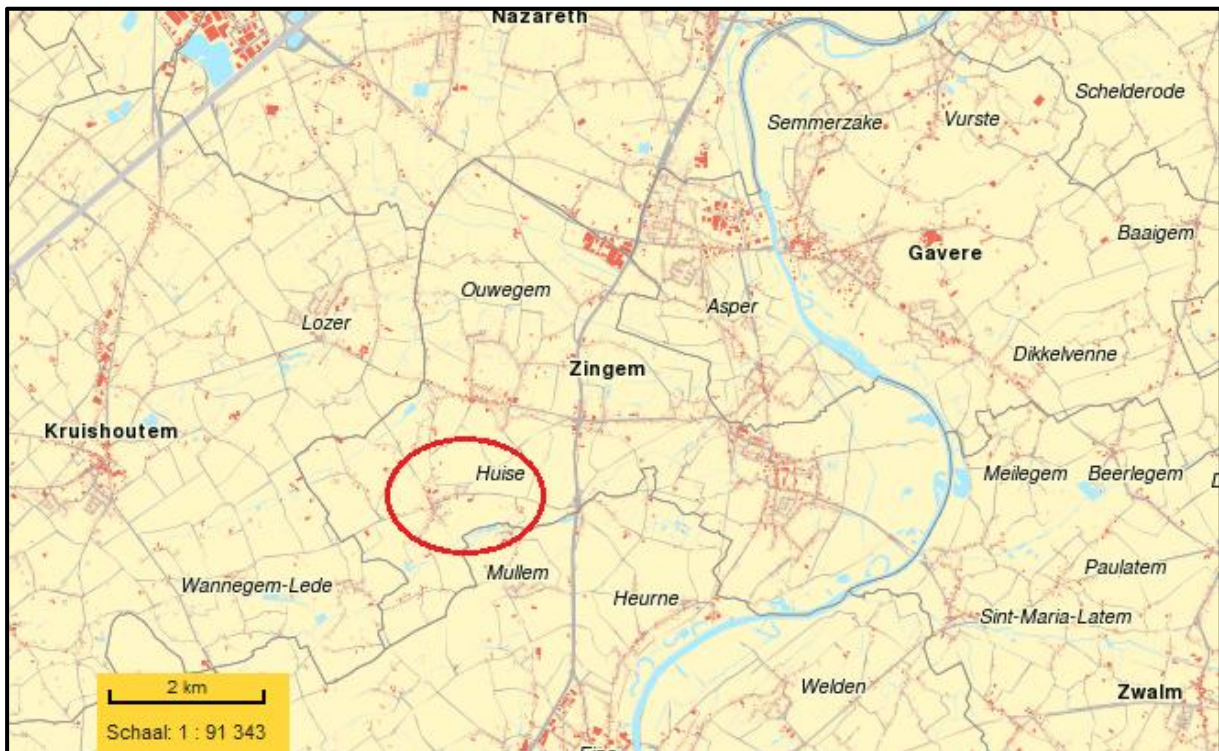 Nazareth
Schelderode
Semmerzake
Vurste
Baaigem
Gavere
Ouwegem
Asper
Lozer
Dikkelvenne
Zingem
Kruishoutem
Huise
Meilegem
Beerlegem
Mullem
Paulatem
Wannegem-Lede
Heurne
Sint-Maria-Latem
2 km
Welden
Zwalm
Schaal: 1 : 91 343